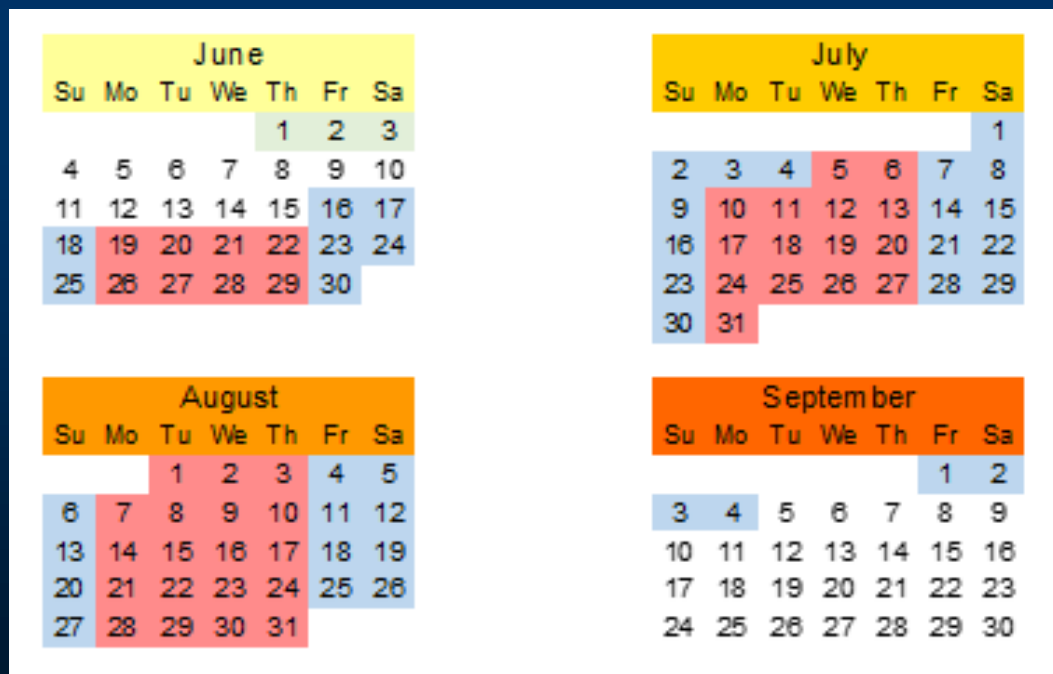 June
Su Mo Tu We Th Fr Sa
1 2 3
4 5 6 7 8 9 10
11 12 13 14 15 16 17
18 19 20 21 22 23 24
25 26 27 28 29 30
July
Su Mo Tu We Th Fr Sa
1
2 3 4 5 6 7 8
9 10 11 12 13 14 15
16 17 18 19 20 21 22
23 24 25 26 27 28 29
30 31
August
Su Mo Tu We Th Fr Sa
1 2 3 4 5
6 7 8 9 10 11 12
13 14 15 16 17 18 19
20 21 22 23 24 25 26
27 28 29 30 31
September
Su Mo Tu We Th Fr Sa
1 2
3 4 5 6 7 8 9
10 11 12 13 14 15 16
17 18 19 20 21 22 23
24 25 26 27 28 29 30